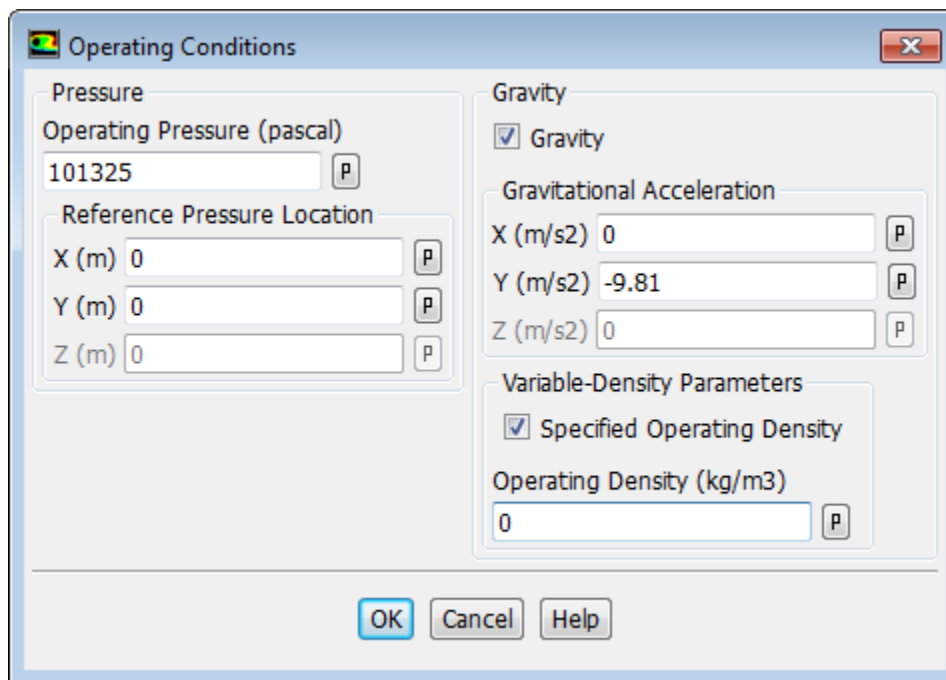 Operating Conditions
Pressure
Operating Pressure (pascal)
101325 P
Reference Pressure Location
X (m) 0 P
Y (m) 0 P
Z (m) 0 P
Gravity
Gravity
Gravitational Acceleration
X (m/s2) 0 P
Y (m/s2) -9.81 P
Z (m/s2) 0 P
Variable-Density Parameters
Specified Operating Density
Operating Density (kg/m3)
0 P
OK Cancel Help